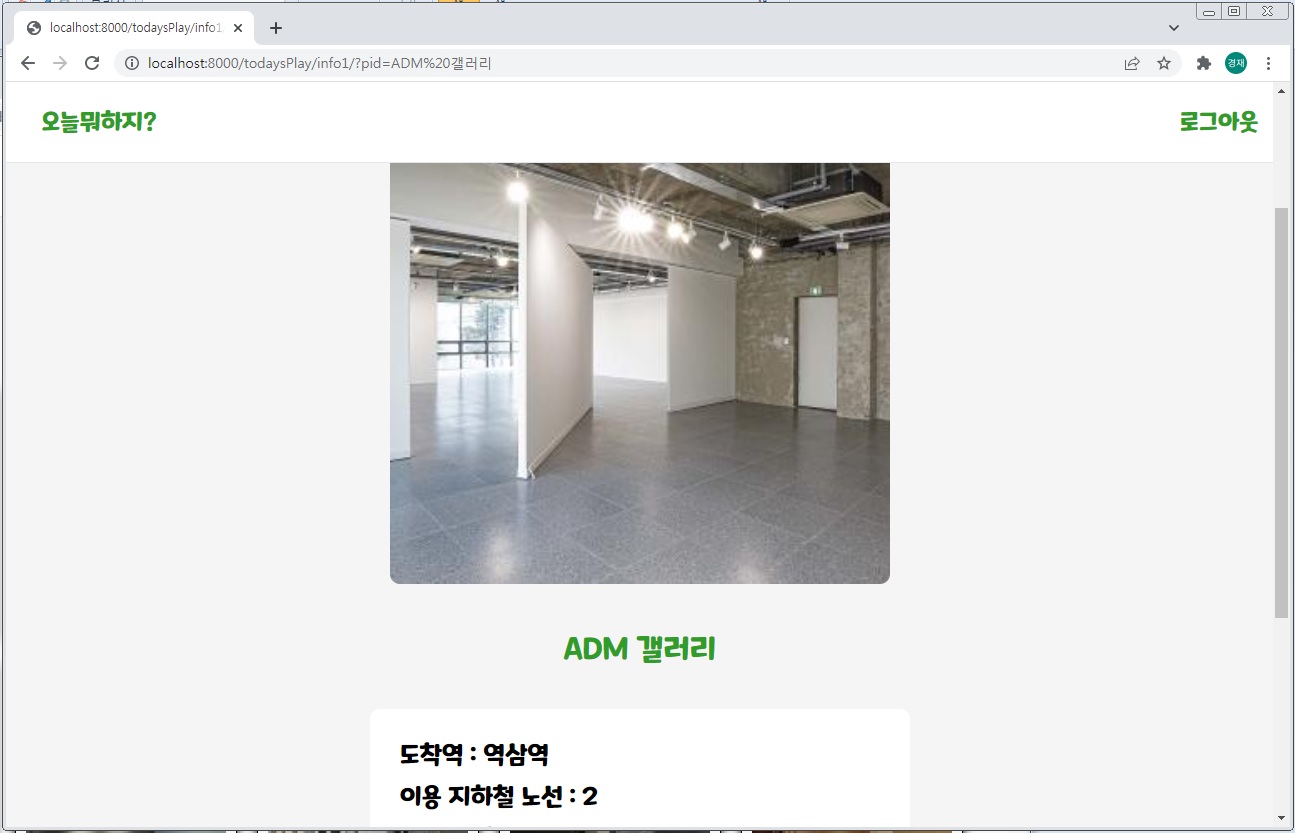 localhost:8000/todaysPlay/info1
localhost:8000/todaysPlay/info1/?pid=ADM%20갤러리
경재
오늘뭐하지?
로그아웃
ADM 갤러리
도착역 : 역삼역
이용 지하철 노선 : 2